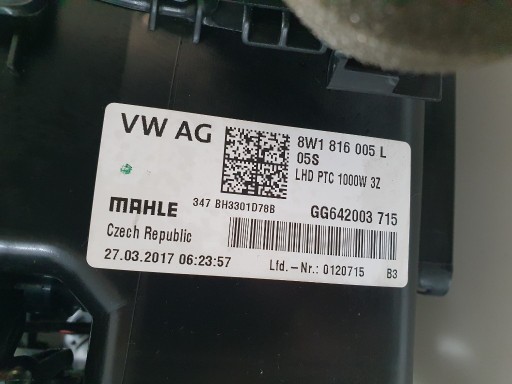 VW AG
8W1 816 005 L
05S
LHD PTC 1000W 3Z
MAHLE
347 BH3301D78B
GG642003 715
Czech Republic
27.03.2017 06:23:57
Lfd.-Nr.: 0120715
B3